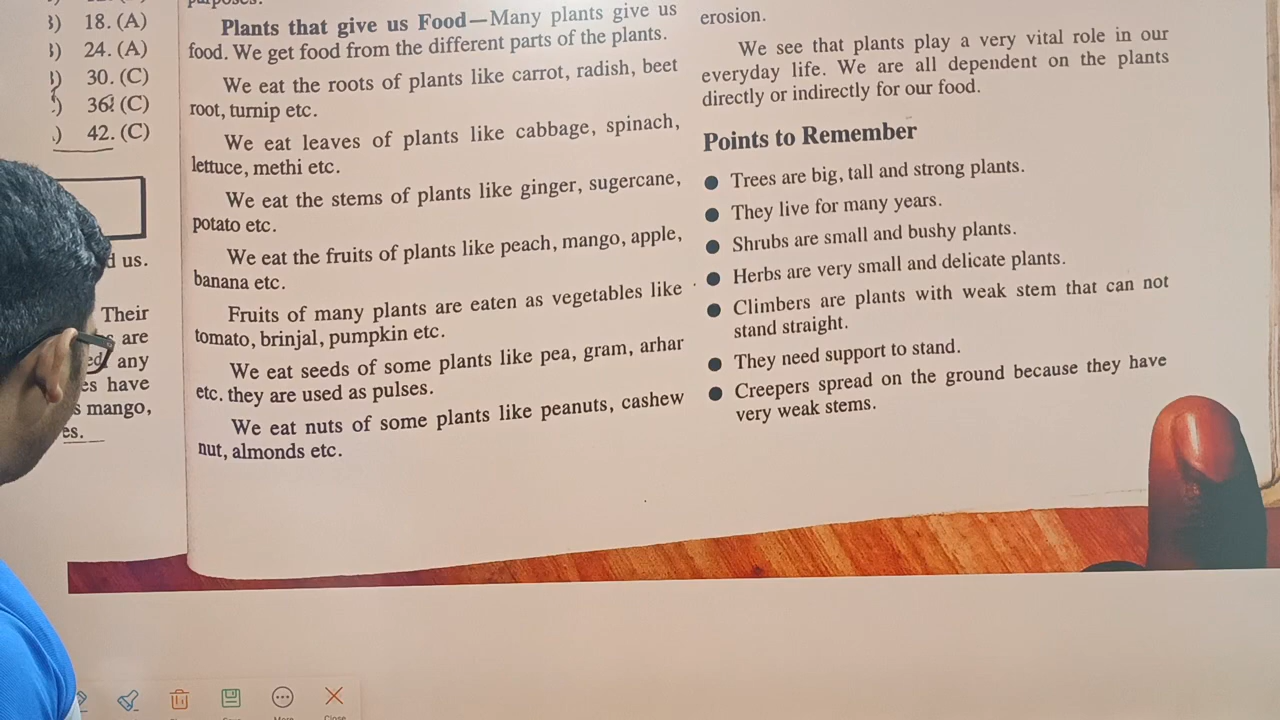 18. (A)
24. (A)
30. (C)
36. (C)
42. (C)
d us.
Their
are
any
es have
s mango,
es.
purposes.
Plants that give us Food—Many plants give us
food. We get food from the different parts of the plants.
We eat the roots of plants like carrot, radish, beet
root, turnip etc.
We eat leaves of plants like cabbage, spinach,
lettuce, methi etc.
We eat the stems of plants like ginger, sugercane,
potato etc.
We eat the fruits of plants like peach, mango, apple,
banana etc.
Fruits of many plants are eaten as vegetables like
tomato, brinjal, pumpkin etc.
We eat seeds of some plants like pea, gram, arhar
etc. they are used as pulses.
We eat nuts of some plants like peanuts, cashew
nut, almonds etc.
erosion.
We see that plants play a very vital role in our
everyday life. We are all dependent on the plants
directly or indirectly for our food.
Points to Remember
● Trees are big, tall and strong plants.
● They live for many years.
● Shrubs are small and bushy plants.
● Herbs are very small and delicate plants.
● Climbers are plants with weak stem that can not
stand straight.
● They need support to stand.
● Creepers spread on the ground because they have
very weak stems.
More
Close